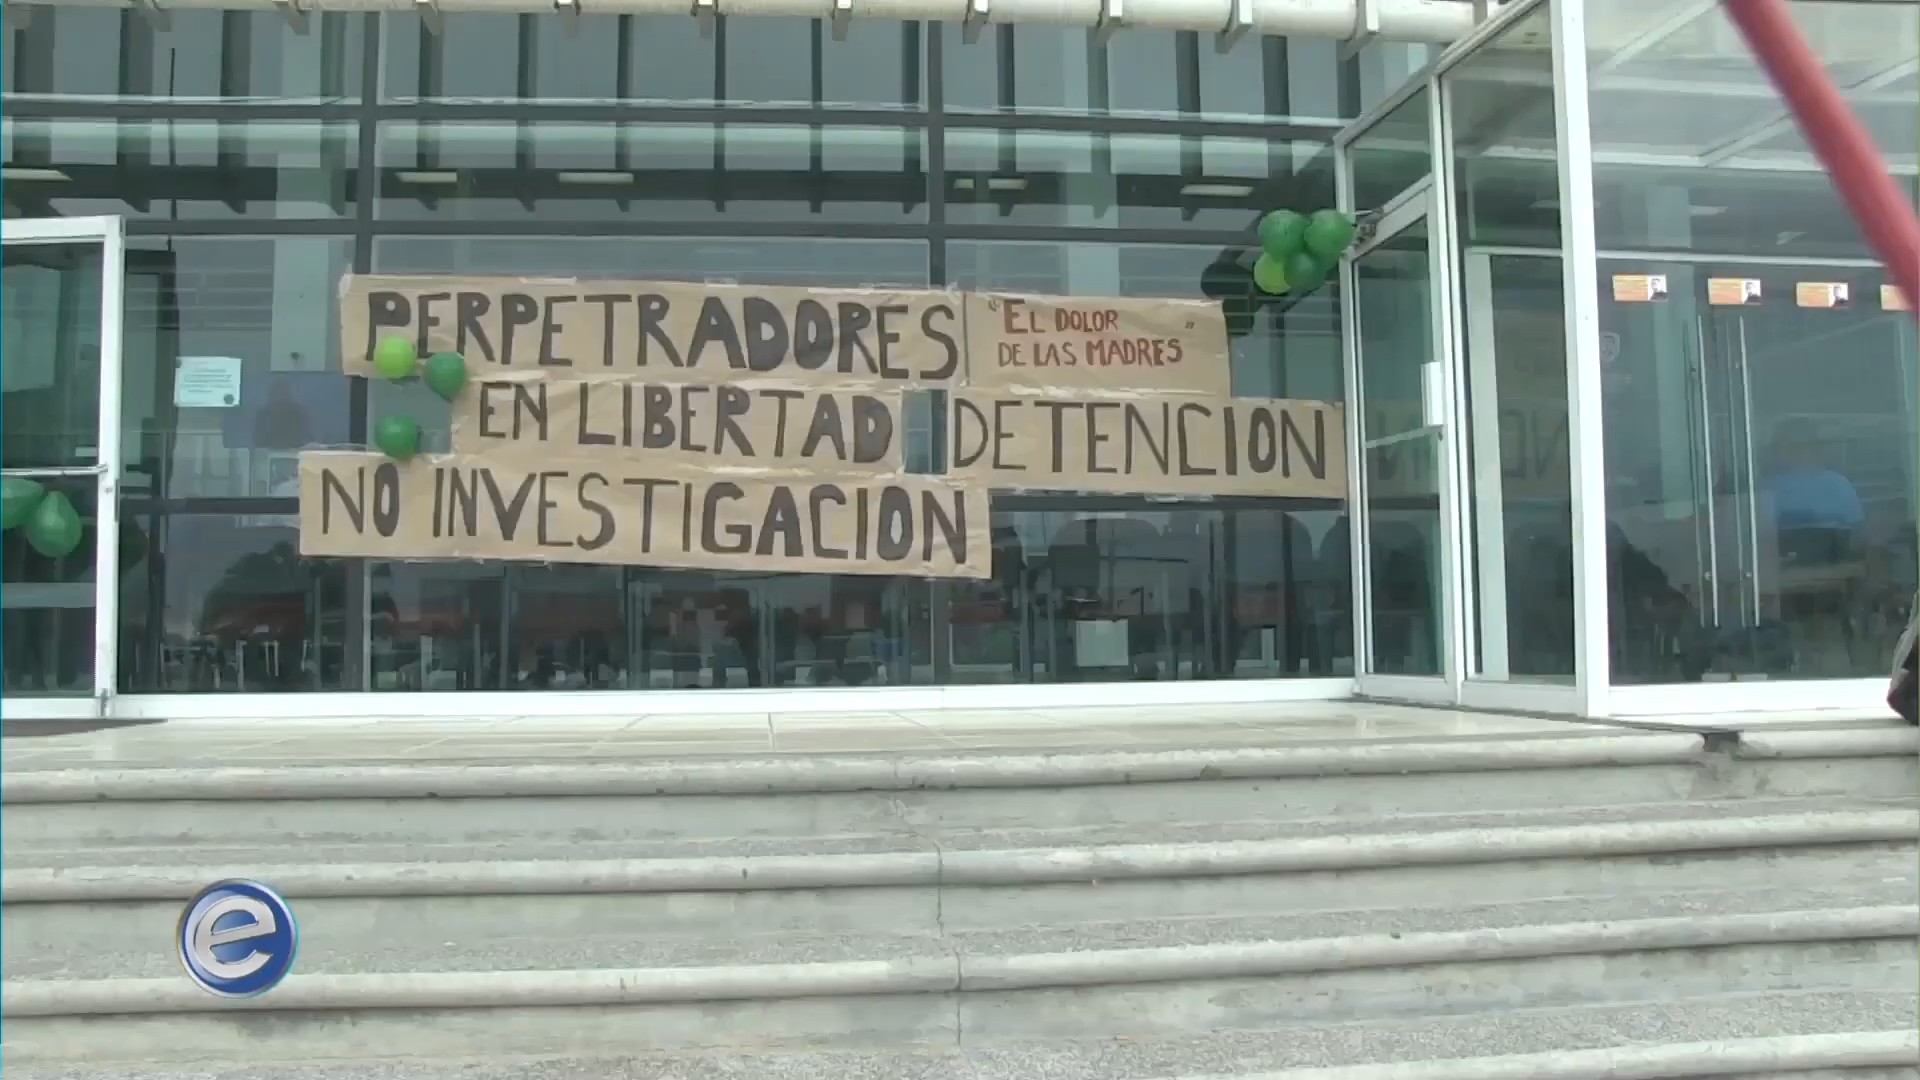 PERPETRADORES
"EL DOLOR
DE LAS MADRES"
EN LIBERTAD
DETENCION
NO INVESTIGACION
e